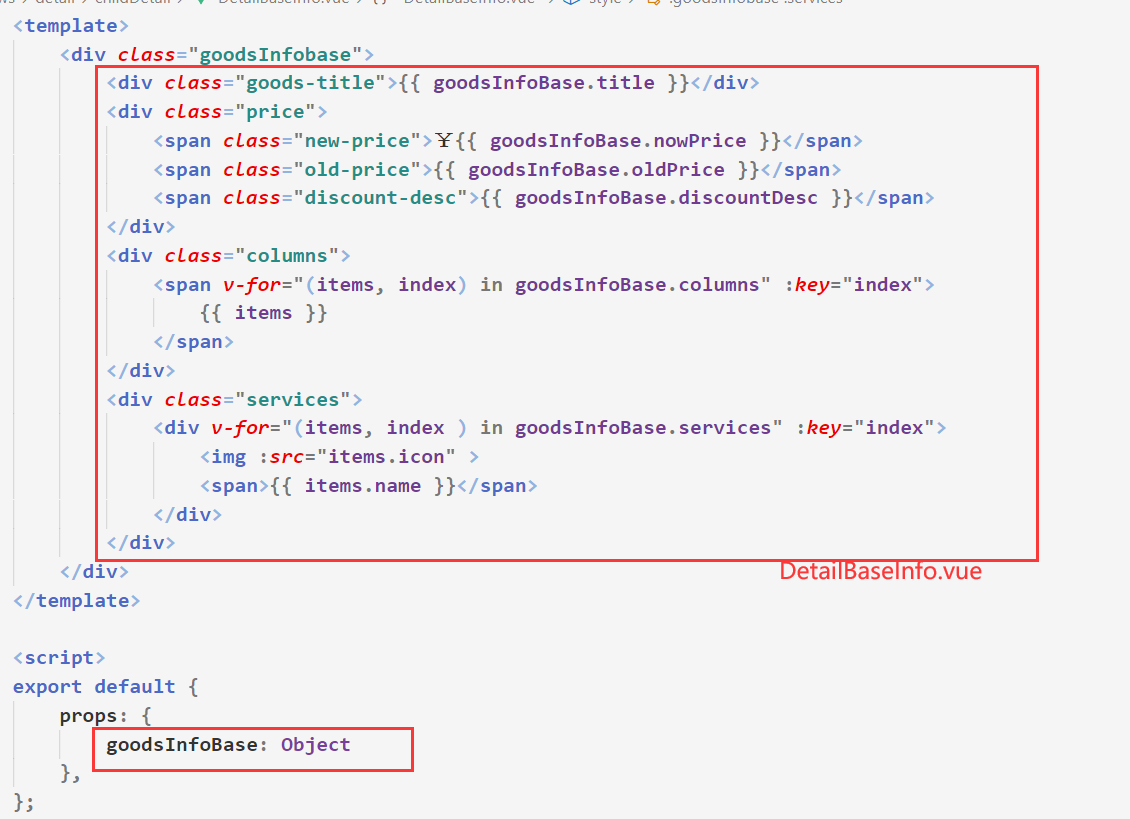 detail > childDetail > DetailBaseInfo.vue > {} DetailBaseInfo.vue > style > .goodsInfobase .services
<template>
<div class="goodsInfobase">
<div class="goods-title">{{ goodsInfoBase.title }}</div>
<div class="price">
<span class="new-price">¥{{ goodsInfoBase.nowPrice }}</span>
<span class="old-price">{{ goodsInfoBase.oldPrice }}</span>
<span class="discount-desc">{{ goodsInfoBase.discountDesc }}</span>
</div>
<div class="columns">
<span v-for="(items, index) in goodsInfoBase.columns" :key="index">
{{ items }}
</span>
</div>
<div class="services">
<div v-for="(items, index ) in goodsInfoBase.services" :key="index">
<img :src="items.icon" >
<span>{{ items.name }}</span>
</div>
</div>
DetailBaseInfo.vue
</div>
</template>
<script>
export default {
props: {
goodsInfoBase: Object
},
};